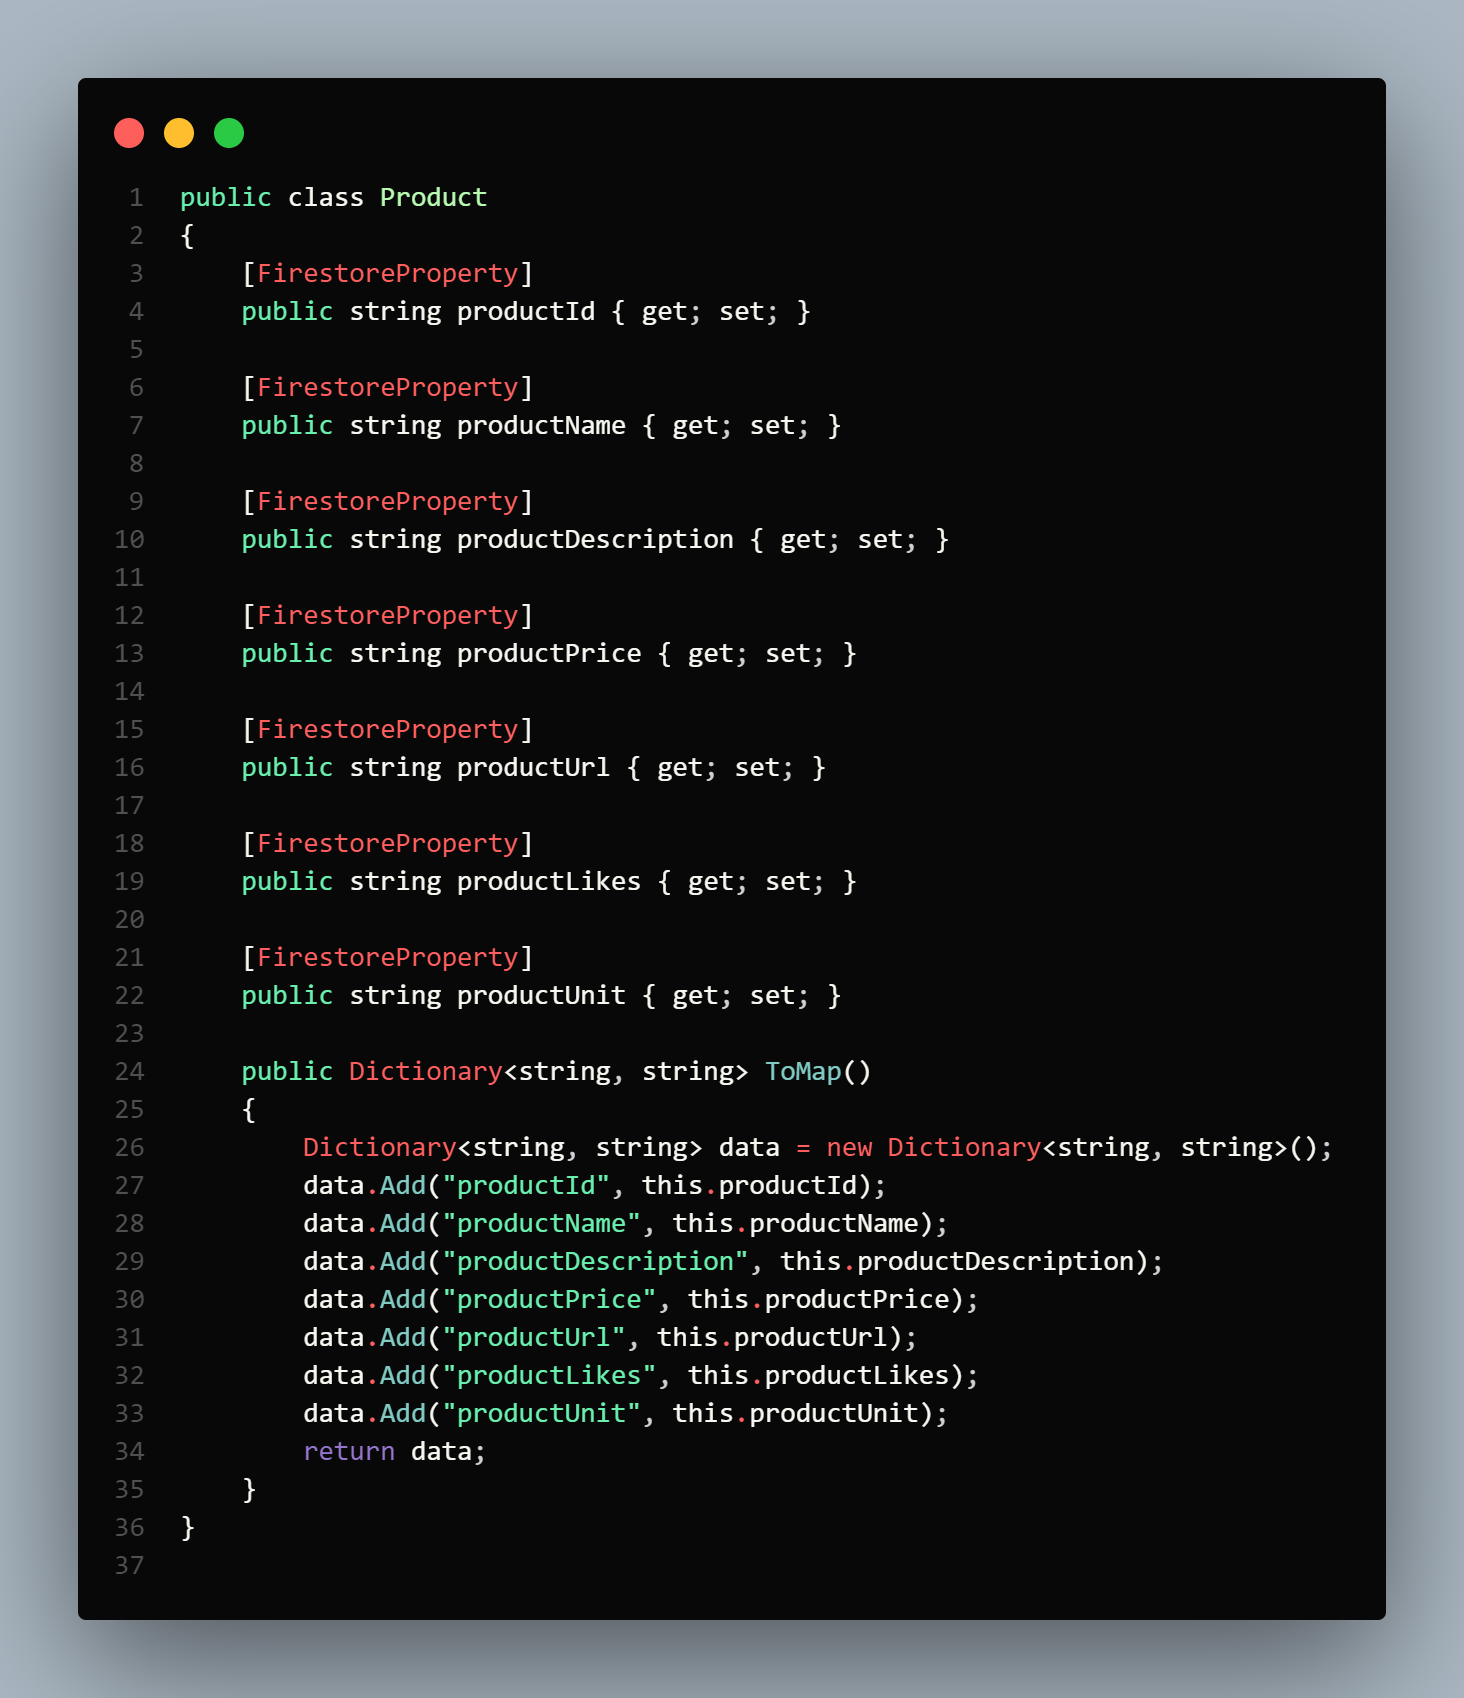 1 public class Product
2 {
3     [FirestoreProperty]
4     public string productId { get; set; }
5
6     [FirestoreProperty]
7     public string productName { get; set; }
8
9     [FirestoreProperty]
10     public string productDescription { get; set; }
11
12     [FirestoreProperty]
13     public string productPrice { get; set; }
14
15     [FirestoreProperty]
16     public string productUrl { get; set; }
17
18     [FirestoreProperty]
19     public string productLikes { get; set; }
20
21     [FirestoreProperty]
22     public string productUnit { get; set; }
23
24     public Dictionary<string, string> ToMap()
25     {
26         Dictionary<string, string> data = new Dictionary<string, string>();
27         data.Add("productId", this.productId);
28         data.Add("productName", this.productName);
29         data.Add("productDescription", this.productDescription);
30         data.Add("productPrice", this.productPrice);
31         data.Add("productUrl", this.productUrl);
32         data.Add("productLikes", this.productLikes);
33         data.Add("productUnit", this.productUnit);
34         return data;
35     }
36 }
37